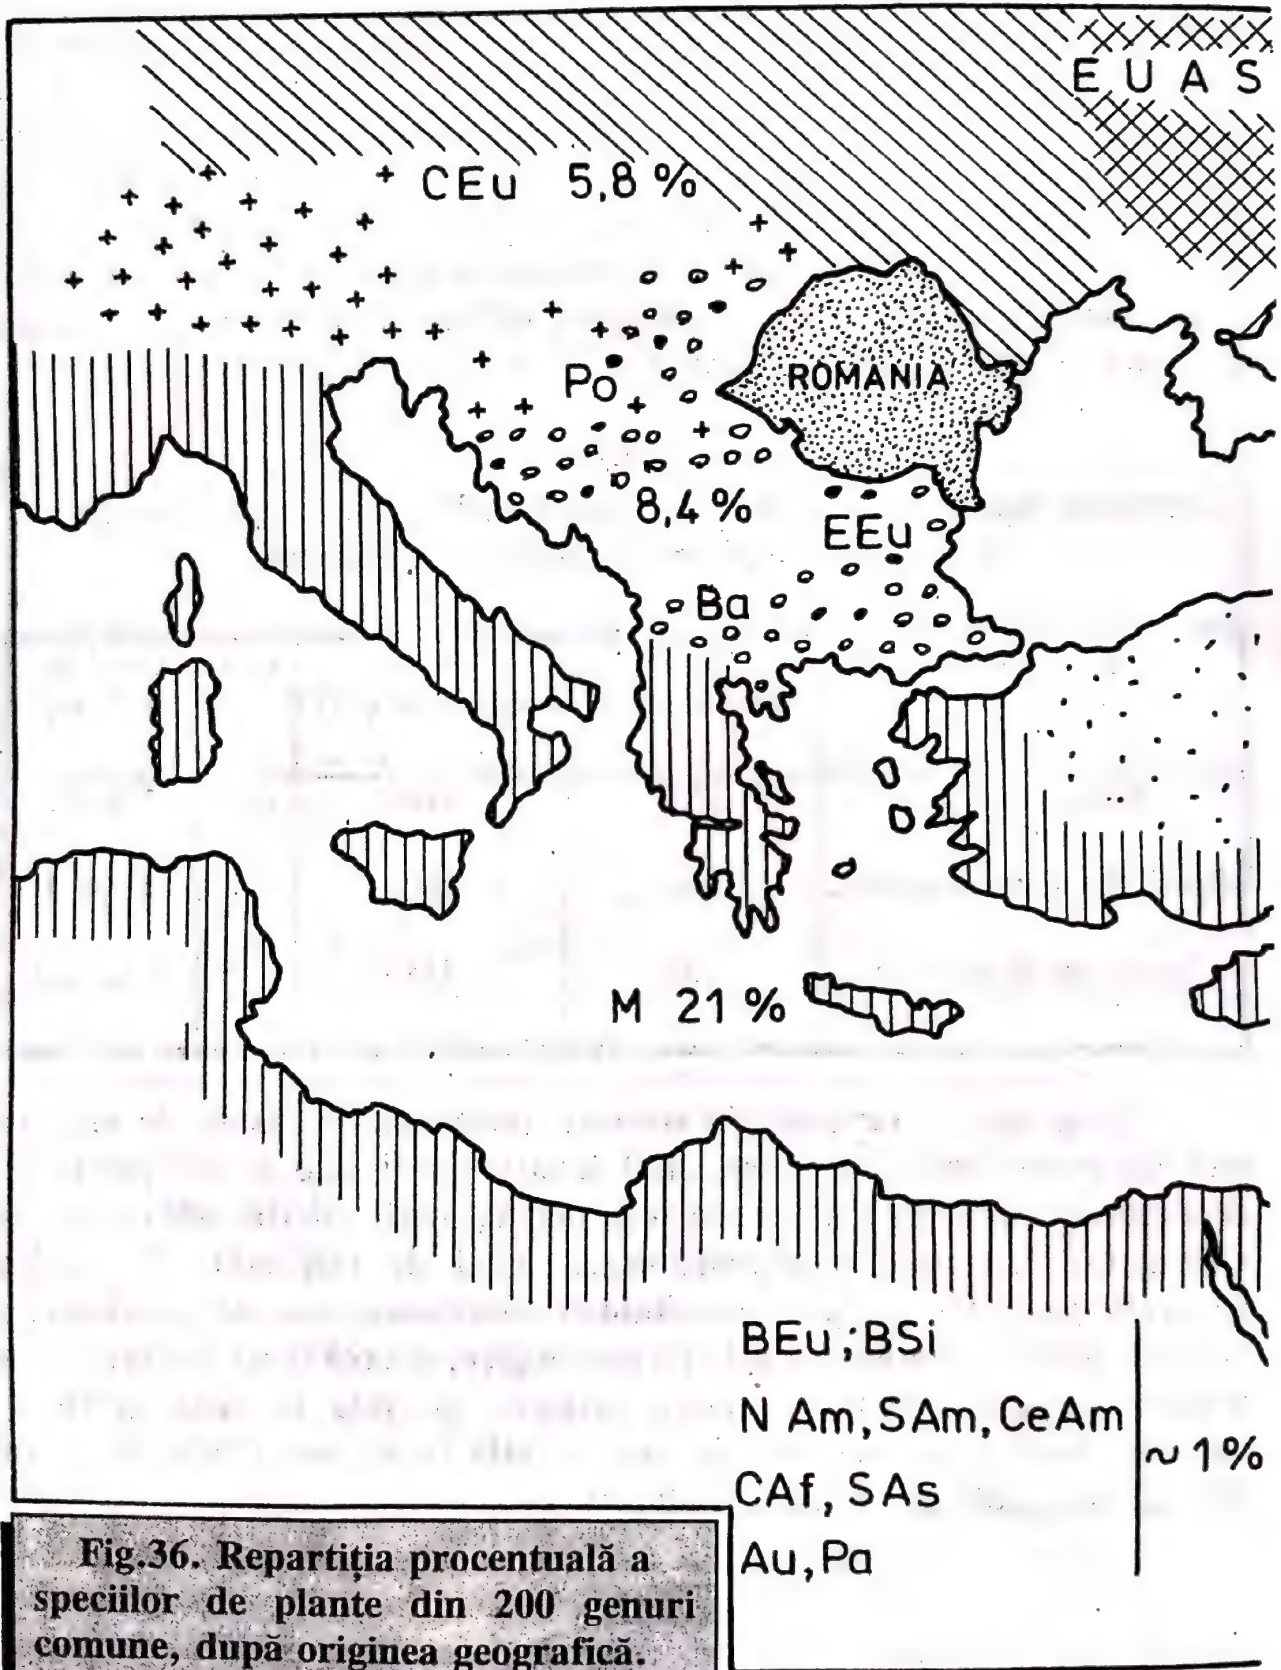 E U A S
CEu 5,8 %
ROMANIA
Po
8,4 %
EEu
Ba
M 21 %
BEu ; BSi
N Am, SAm, CeAm
~ 1 %
CAf, SAs
Au, Pa
Fig.36. Repartiția procentuală a
speciilor de plante din 200 genuri
comune, după originea geografică.